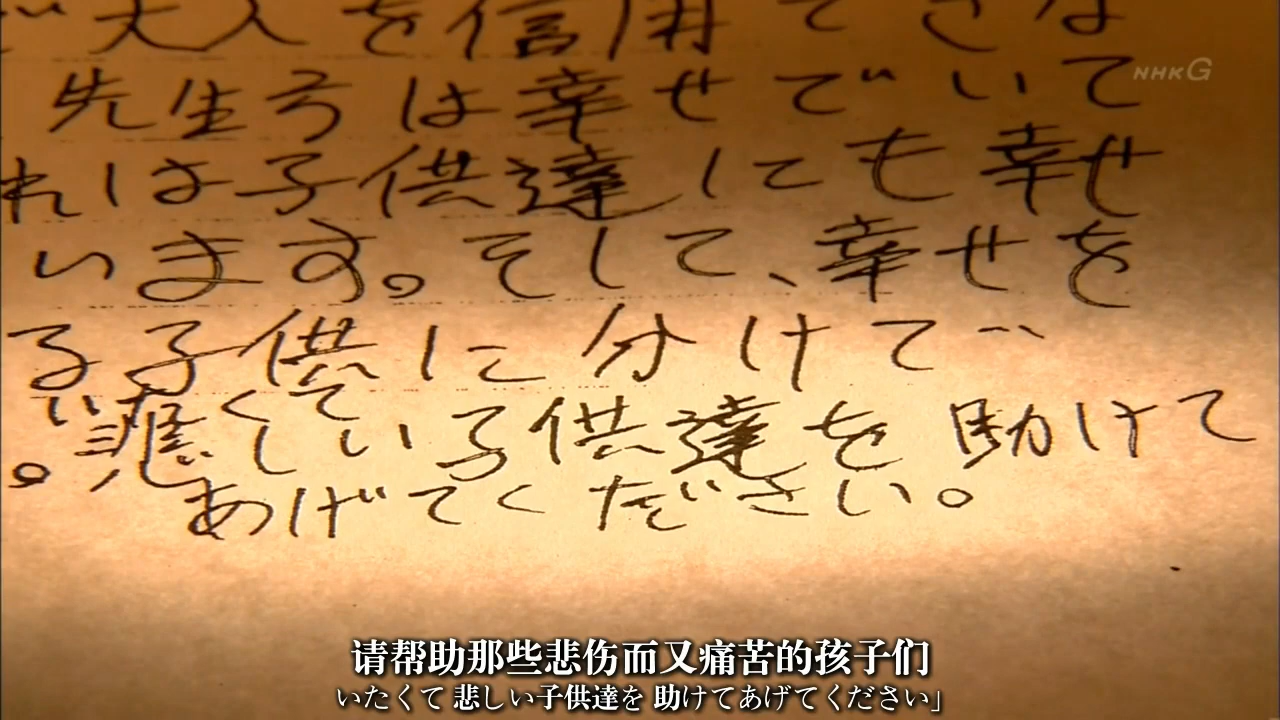 大人を信用できな
NHK G
先生方は幸せでいて
れは子供達にも幸せ
います。そして、幸せを
る子供に分けて
いたくて
。悲しい子供達を助けて
あげてください。
请帮助那些悲伤而又痛苦的孩子们
いたくて 悲しい子供達を 助けてあげてください」